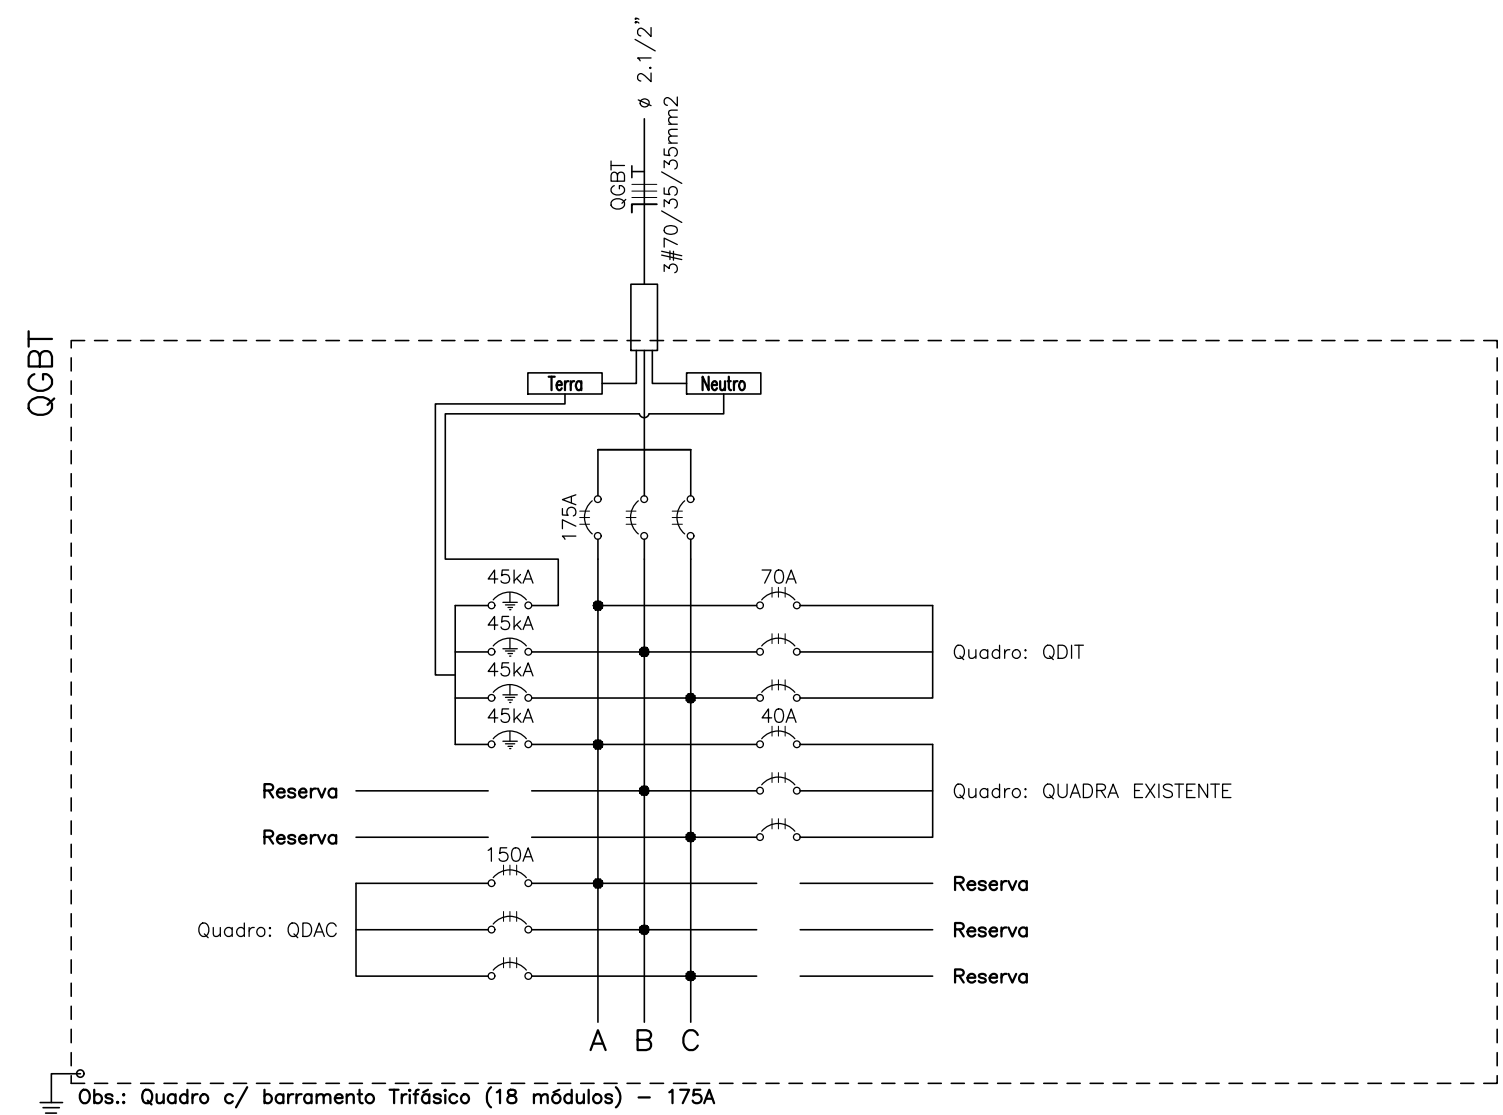 ø 2.1/2"
QGBT
3#70/35/35mm2
QGBT
Terra
Neutro
175A
45kA
70A
45kA
Quadro: QDIT
45kA
45kA
40A
Reserva
Quadro: QUADRA EXISTENTE
Reserva
150A
Reserva
Quadro: QDAC
Reserva
Reserva
A B C
Obs.: Quadro c/ barramento Trifásico (18 módulos) - 175A